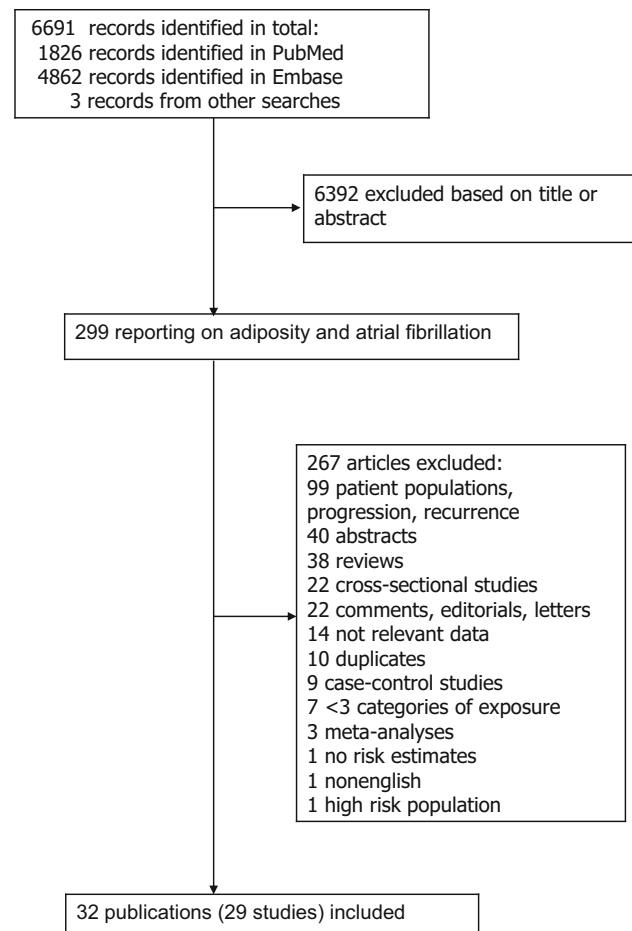 6691 records identified in total:
1826 records identified in PubMed
4862 records identified in Embase
3 records from other searches
6392 excluded based on title or
abstract
299 reporting on adiposity and atrial fibrillation
267 articles excluded:
99 patient populations,
progression, recurrence
40 abstracts
38 reviews
22 cross-sectional studies
22 comments, editorials, letters
14 not relevant data
10 duplicates
9 case-control studies
7 <3 categories of exposure
3 meta-analyses
1 no risk estimates
1 nonenglish
1 high risk population
32 publications (29 studies) included